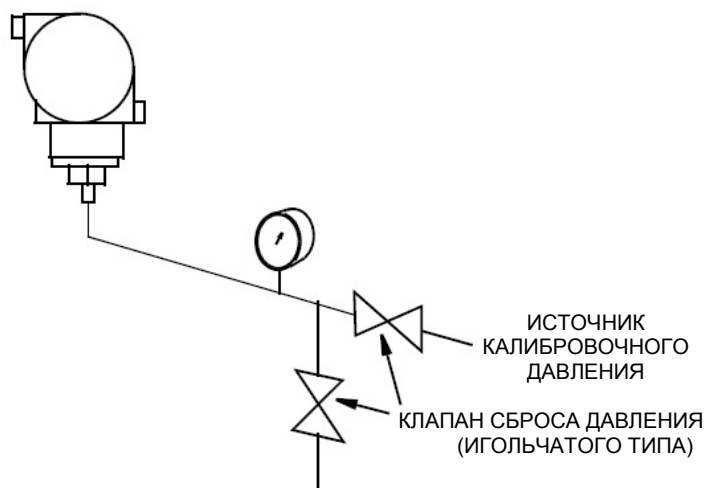 ИСТОЧНИК
КАЛИБРОВОЧНОГО
ДАВЛЕНИЯ
КЛАПАН СБРОСА ДАВЛЕНИЯ
(ИГОЛЬЧАТОГО ТИПА)